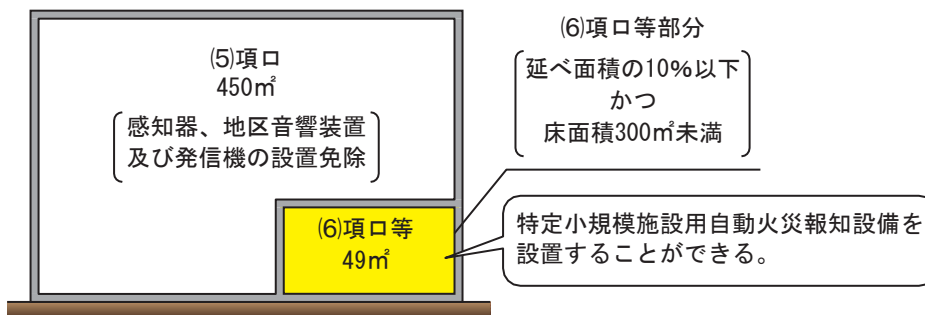 ⑸項ロ
450㎡
感知器、地区音響装置
及び発信機の設置免除
⑹項ロ等
49㎡
⑹項ロ等部分
延べ面積の10%以下
かつ
床面積300㎡未満
特定小規模施設用自動火災報知設備を
設置することができる。